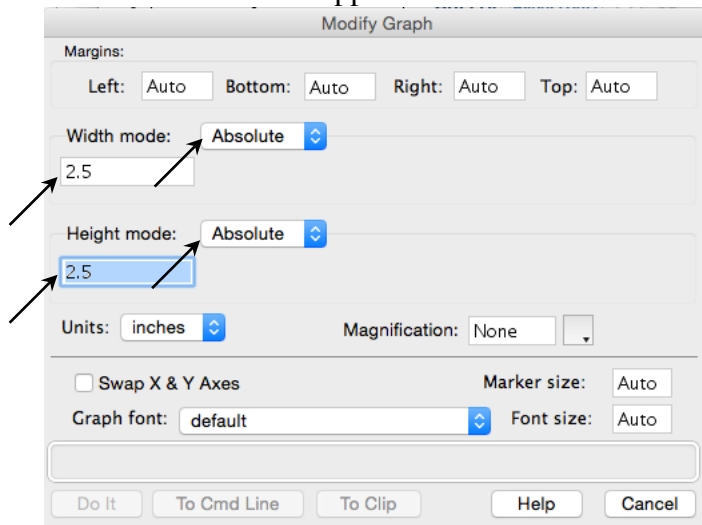 Modify Graph
Margins:
Left: Auto Bottom: Auto Right: Auto Top: Auto
Width mode: Absolute
2.5
Height mode: Absolute
2.5
Units: inches Magnification: None
Swap X & Y Axes Marker size: Auto
Graph font: default Font size: Auto
Do It To Cmd Line To Clip Help Cancel